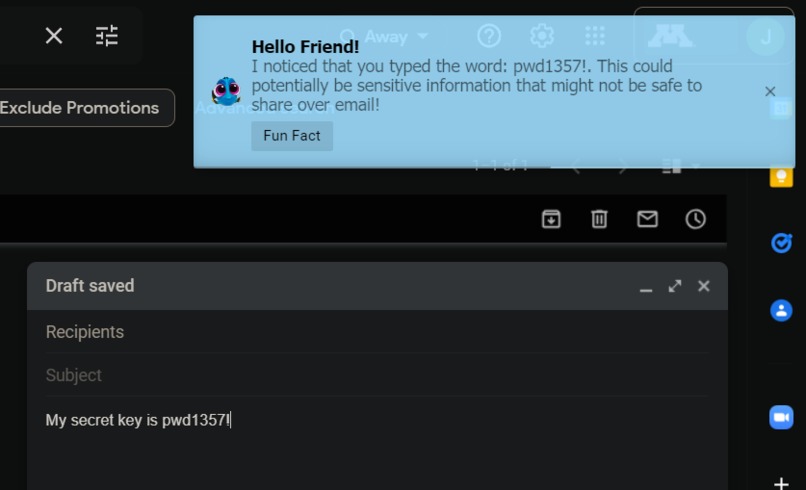 Away
J
Hello Friend!
I noticed that you typed the word: pwd1357!. This could
potentially be sensitive information that might not be safe to
share over email!
Fun Fact
Exclude Promotions
1–1 of 1
Draft saved
Recipients
Subject
My secret key is pwd1357!